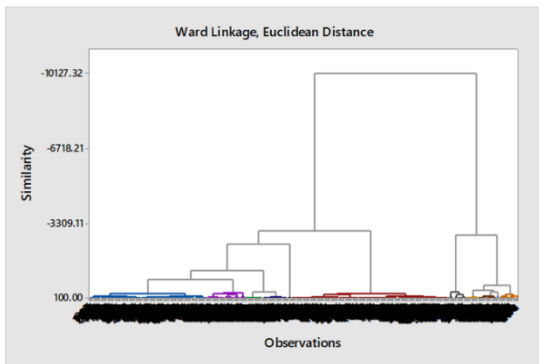 Ward Linkage, Euclidean Distance
-10127.32
-6718.21
Similarity
-3309.11
100.00
Observations